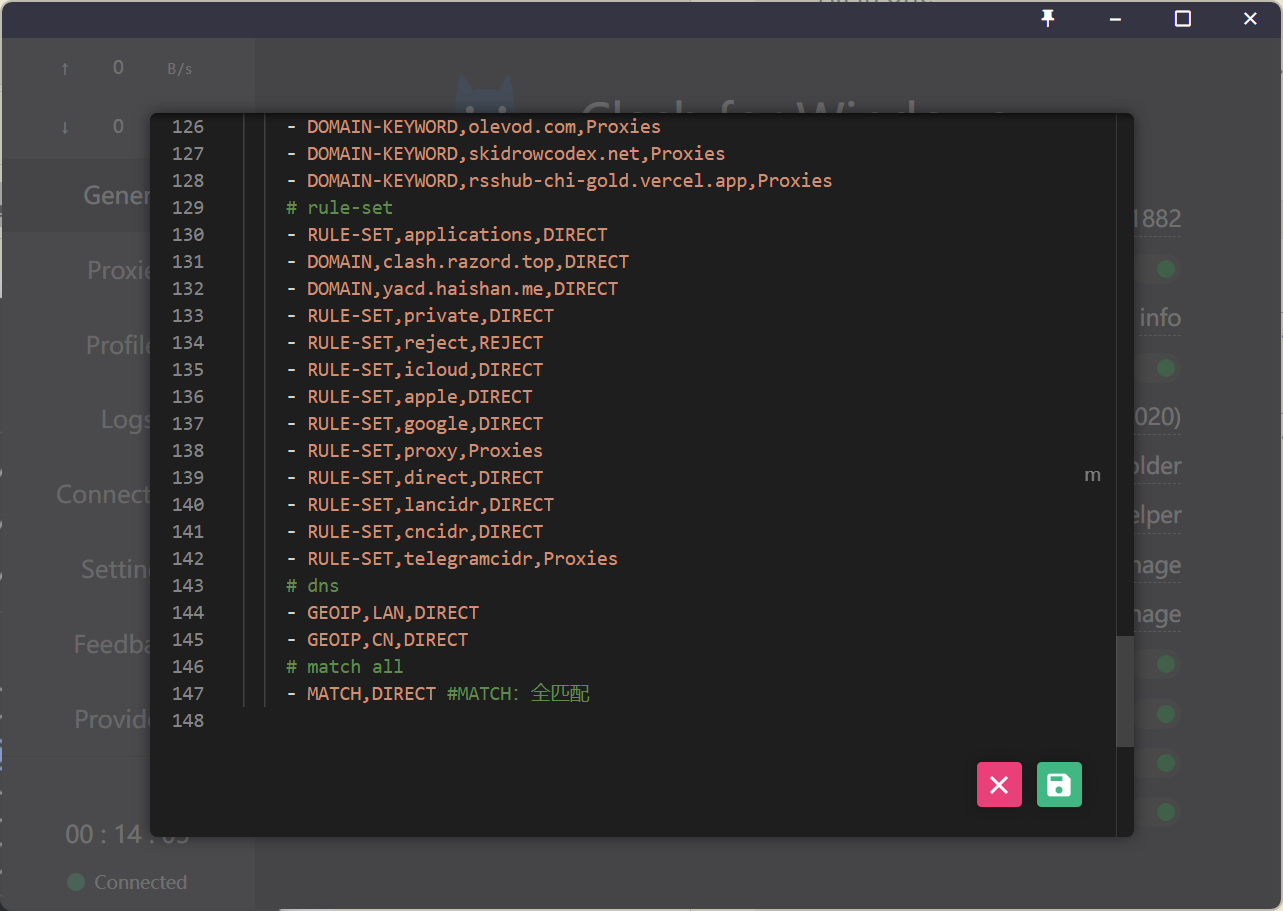 ↑ 0 B/s
↓ 0
126 - DOMAIN-KEYWORD,olevod.com,Proxies
127 - DOMAIN-KEYWORD,skidrowcodex.net,Proxies
128 - DOMAIN-KEYWORD,rsshub-chi-gold.vercel.app,Proxies
129 # rule-set
130 - RULE-SET,applications,DIRECT
131 - DOMAIN,clash.razord.top,DIRECT
132 - DOMAIN,yacd.haishan.me,DIRECT
133 - RULE-SET,private,DIRECT
134 - RULE-SET,reject,REJECT
135 - RULE-SET,icloud,DIRECT
136 - RULE-SET,apple,DIRECT
137 - RULE-SET,google,DIRECT
138 - RULE-SET,proxy,Proxies
139 - RULE-SET,direct,DIRECT
140 - RULE-SET,lancidr,DIRECT
141 - RULE-SET,cncidr,DIRECT
142 - RULE-SET,telegramcidr,Proxies
143 # dns
144 - GEOIP,LAN,DIRECT
145 - GEOIP,CN,DIRECT
146 # match all
147 - MATCH,DIRECT #MATCH: 全匹配
148
m
Gener
Proxie
Profile
Logs
Connect
Settin
Feedba
Provid
00 : 14 :
Connected
1882
info
020)
older
elper
nage
nage